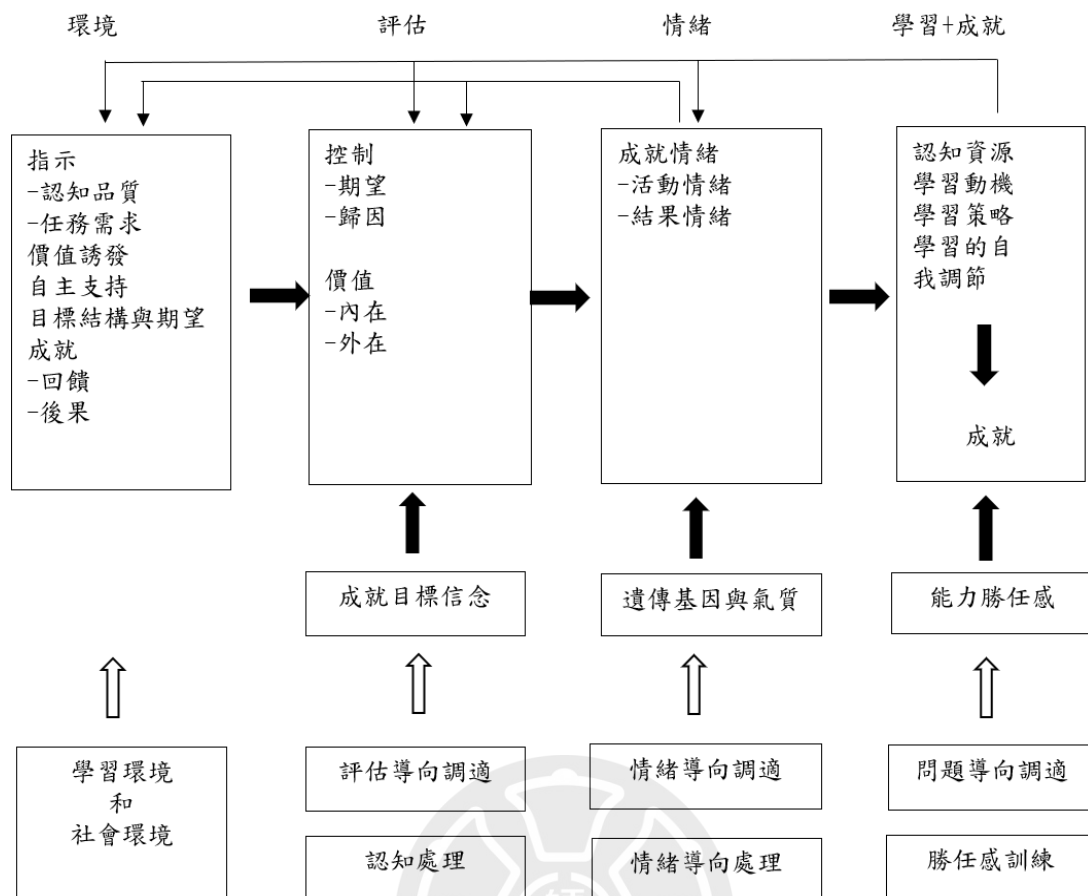 環境
評估
情緒
學習+成就
指示
-認知品質
-任務需求
價值誘發
自主支持
目標結構與期望
成就
-回饋
-後果
控制
-期望
-歸因
價值
-內在
-外在
成就情緒
-活動情緒
-結果情緒
認知資源
學習動機
學習策略
學習的自
我調節
成就
成就目標信念
遺傳基因與氣质
能力勝任感
學習環境
和
社會環境
評估導向調適
情緒導向調適
問題導向調適
認知處理
情緒導向處理
勝任感訓練